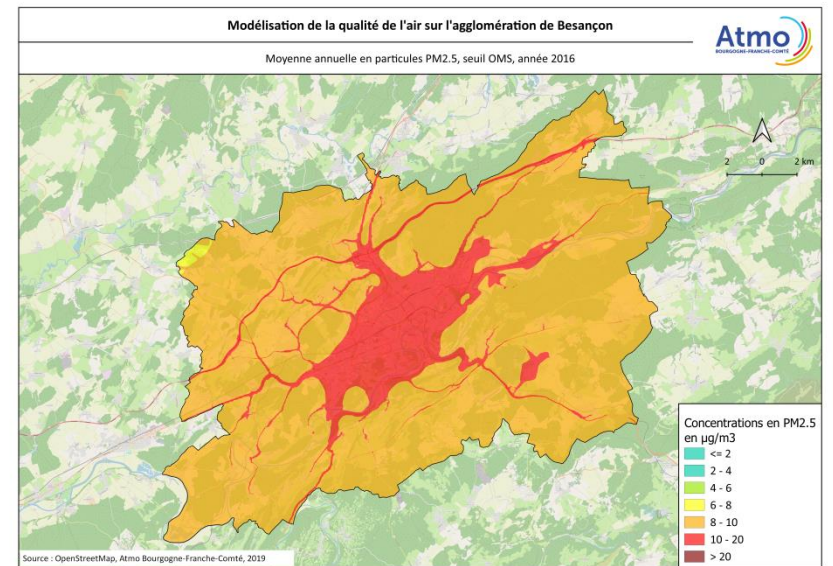 Modélisation de la qualité de l'air sur l'agglomération de Besançon
Moyenne annuelle en particules PM2.5, seuil OMS, année 2016
Atmo
BOURGOGNE-FRANCHE-COMTÉ
2 0 2 km
Concentrations en PM2.5
en µg/m3
<= 2
2 - 4
4 - 6
6 - 8
8 - 10
10 - 20
> 20
Source : OpenStreetMap, Atmo Bourgogne-Franche-Comté, 2019